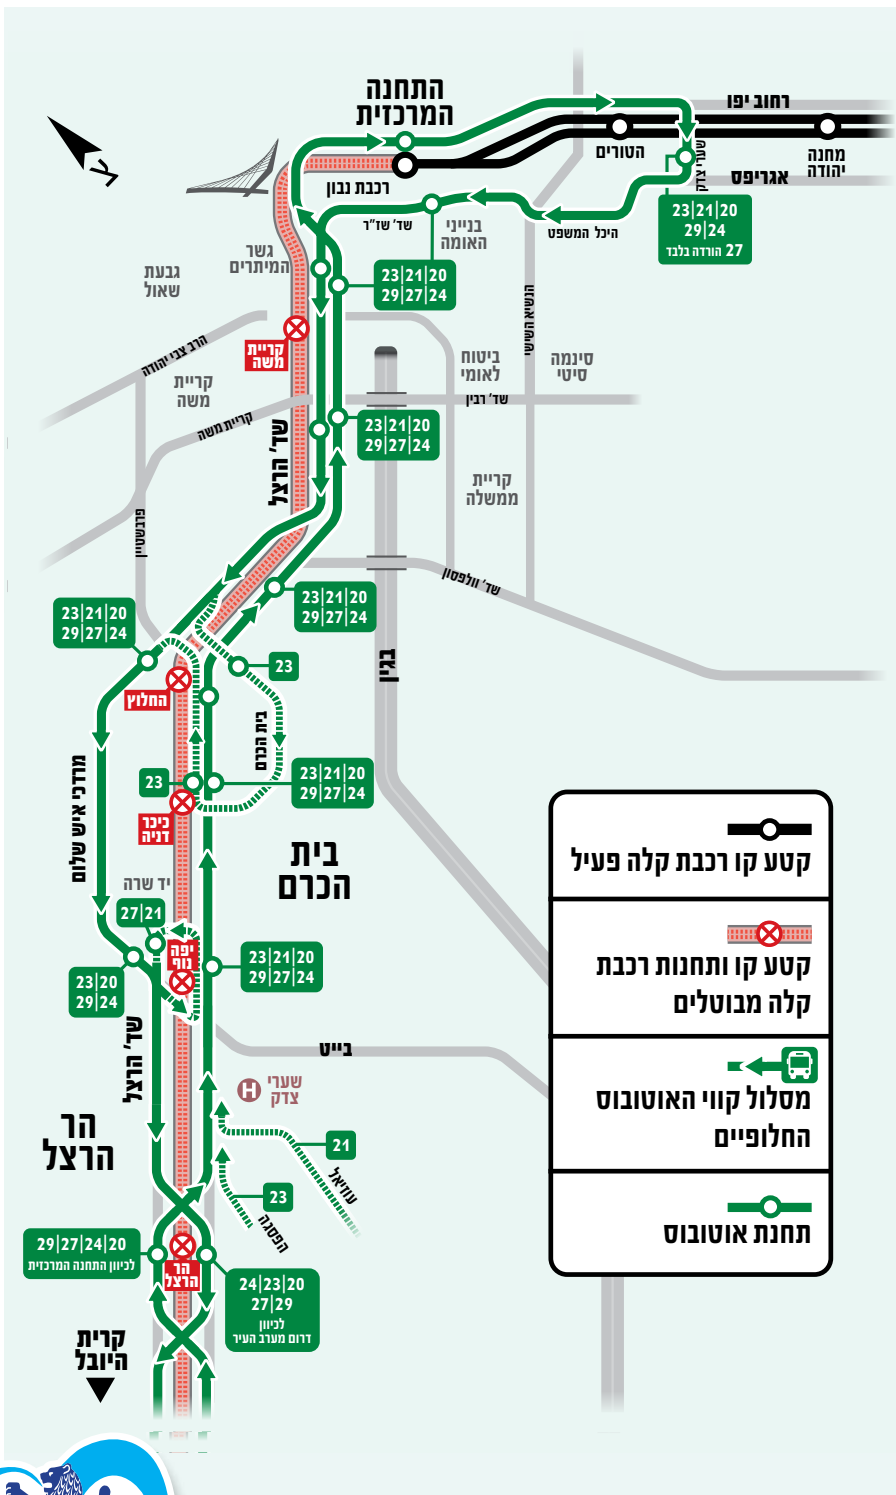 התחנה
המרכזית
רחוב יפו
הטורים
מחנה
יהודה
שערי צדק
אגריפס
רכבת נבון
23|21|20
29|24
27 הורדה בלבד
שד' שז"ר
בנייני
האומה
היכל המשפט
גשר
המיתרים
גבעת
שאול
23|21|20
29|27|24
הנשיא השישי
קריית
משה
הרב צבי יהודה
ביטוח
לאומי
סינמה
סיטי
קריית
משה
שד' רבין
קריית משה
23|21|20
29|27|24
שד' הרצל
קריית
ממשלה
פרבשטיין
שד' וולפסון
23|21|20
29|27|24
23|21|20
29|27|24
23
בגין
החלוץ
בית הכרם
23
23|21|20
29|27|24
מרדכי איש שלום
כיכר
דניה
בית
הכרם
קטע קו רכבת קלה פעיל
יד שרה
27|21
יפה
נוף
23|21|20
29|27|24
23|20
29|24
קטע קו ותחנות רכבת
קלה מבוטלים
שד' הרצל
בייט
שערי
צדק
H
מסלול קווי האוטובוס
החלופיים
הר
הרצל
21
עוזיאל
23
הפסגה
תחנת אוטובוס
29|27|24|20
לכיוון התחנה המרכזית
הר
הרצל
24|23|20
27|29
לכיוון
דרום מערב העיר
קרית
היובל